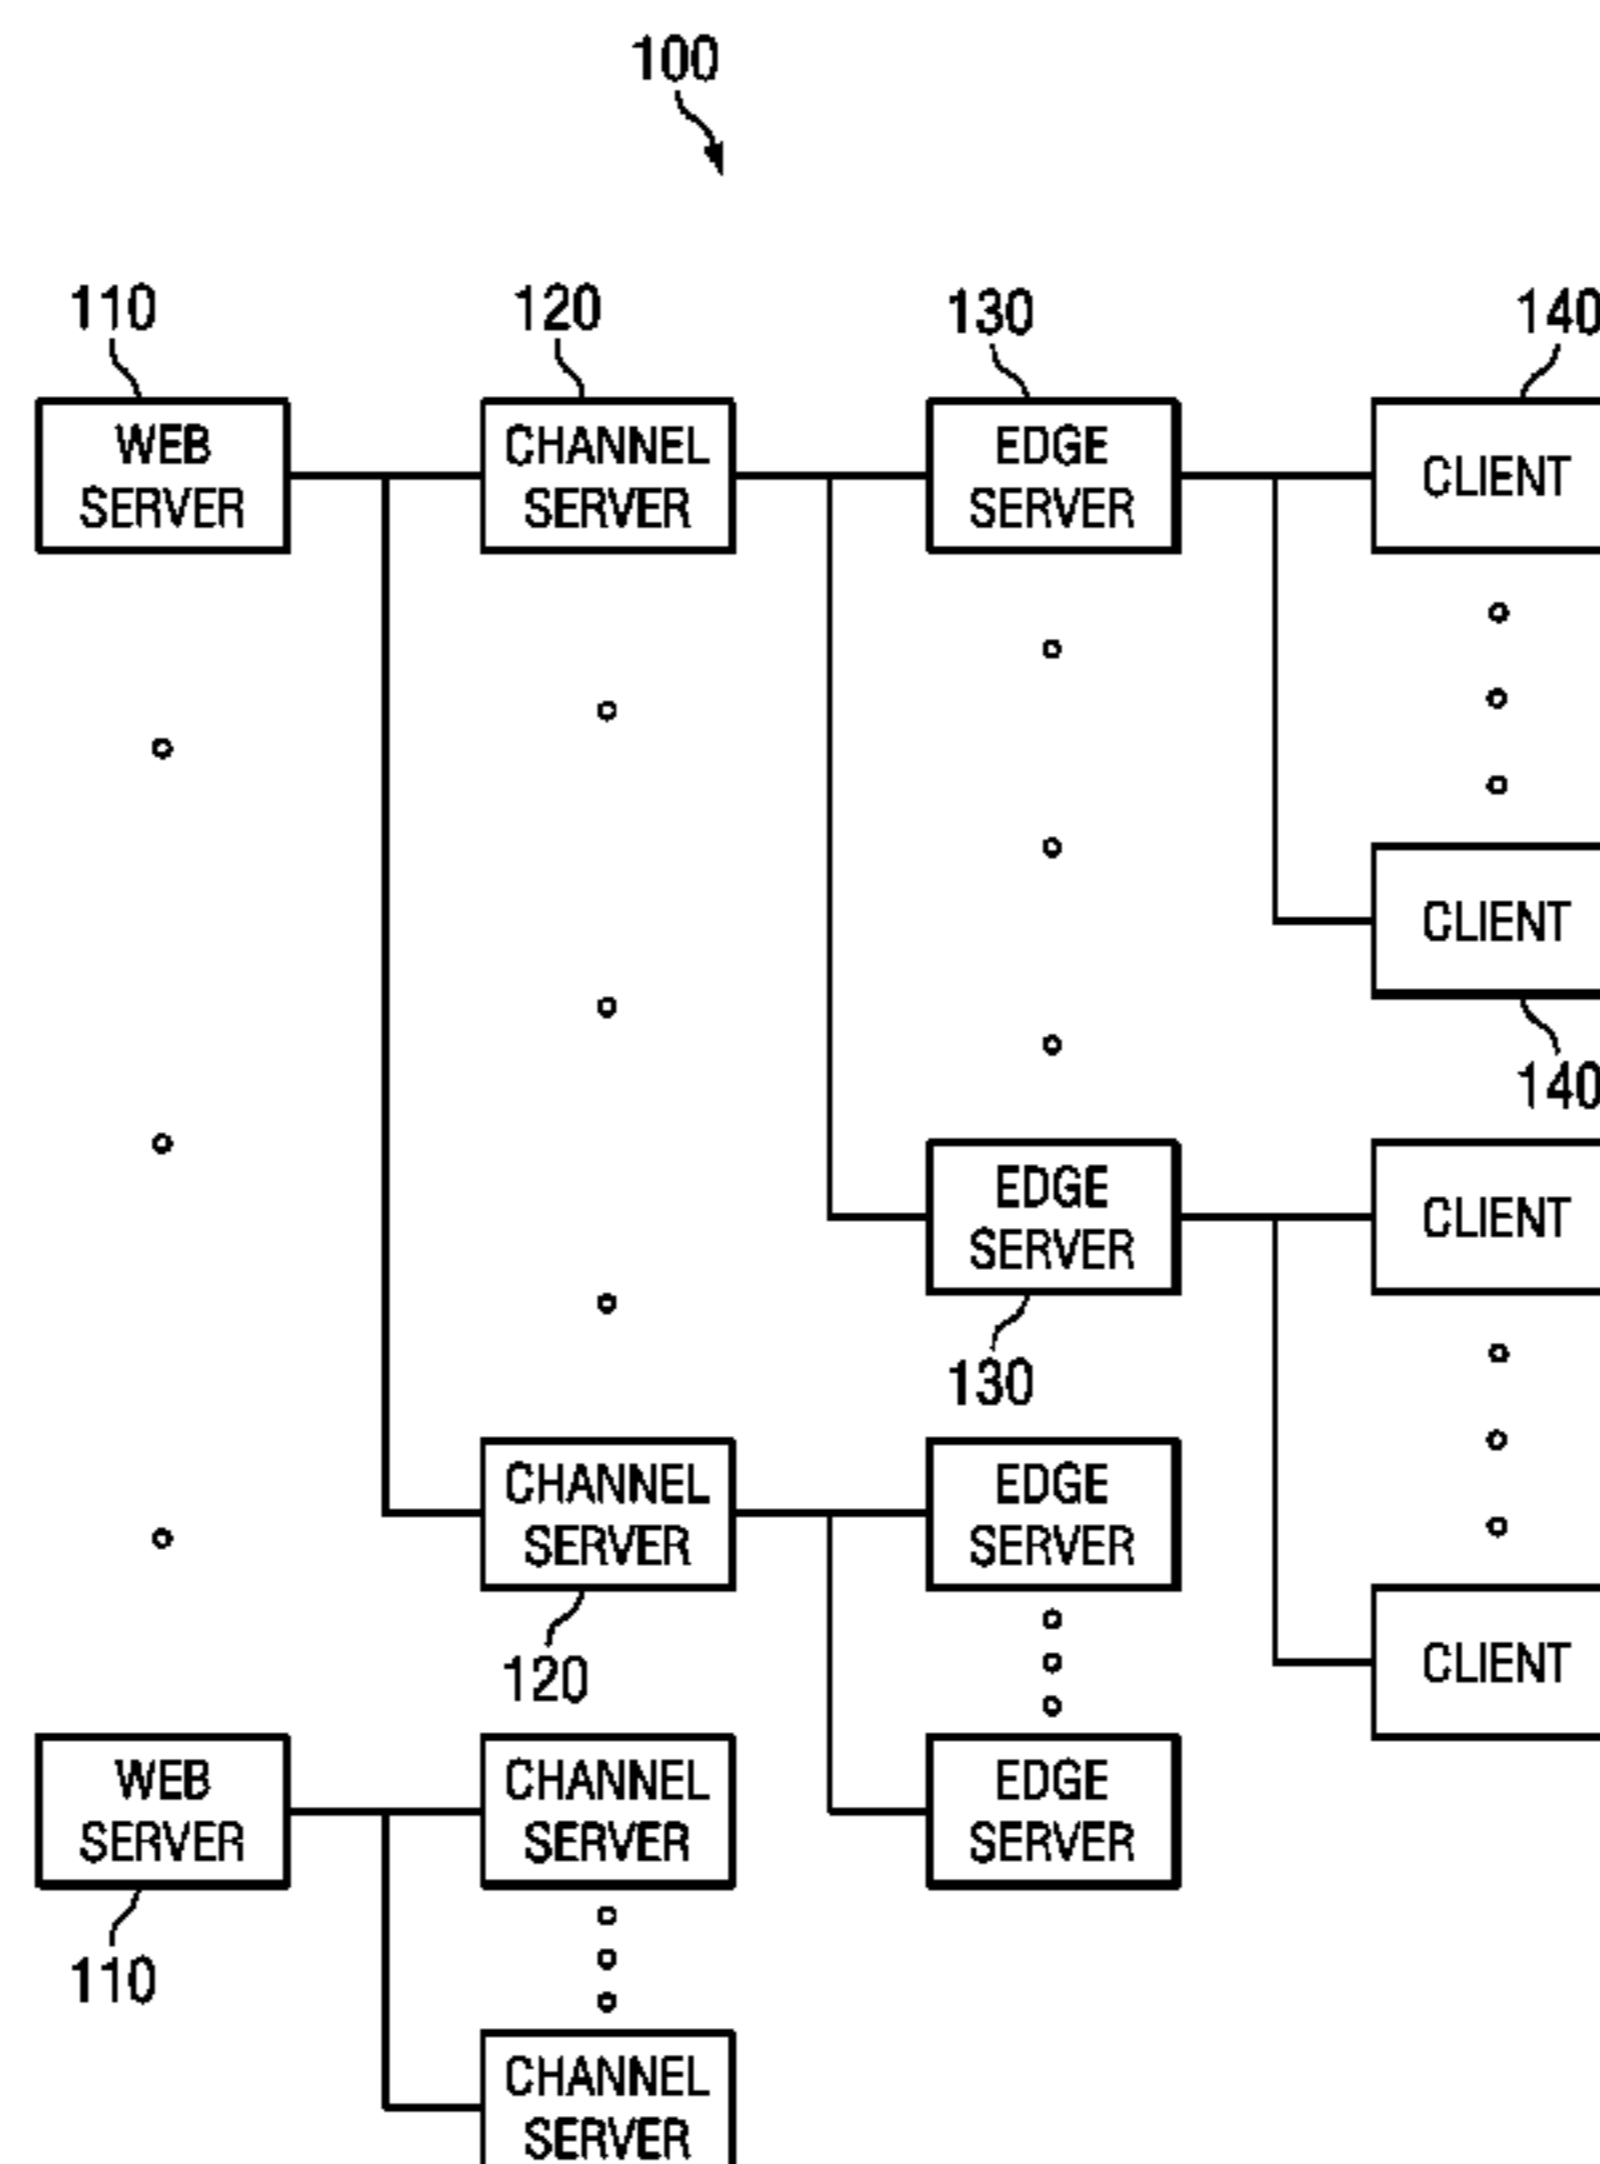 100
110
120
130
140
WEB
SERVER
CHANNEL
SERVER
EDGE
SERVER
CLIENT
CLIENT
140
EDGE
SERVER
CLIENT
130
CHANNEL
SERVER
EDGE
SERVER
120
CLIENT
WEB
SERVER
CHANNEL
SERVER
EDGE
SERVER
110
CHANNEL
SERVER